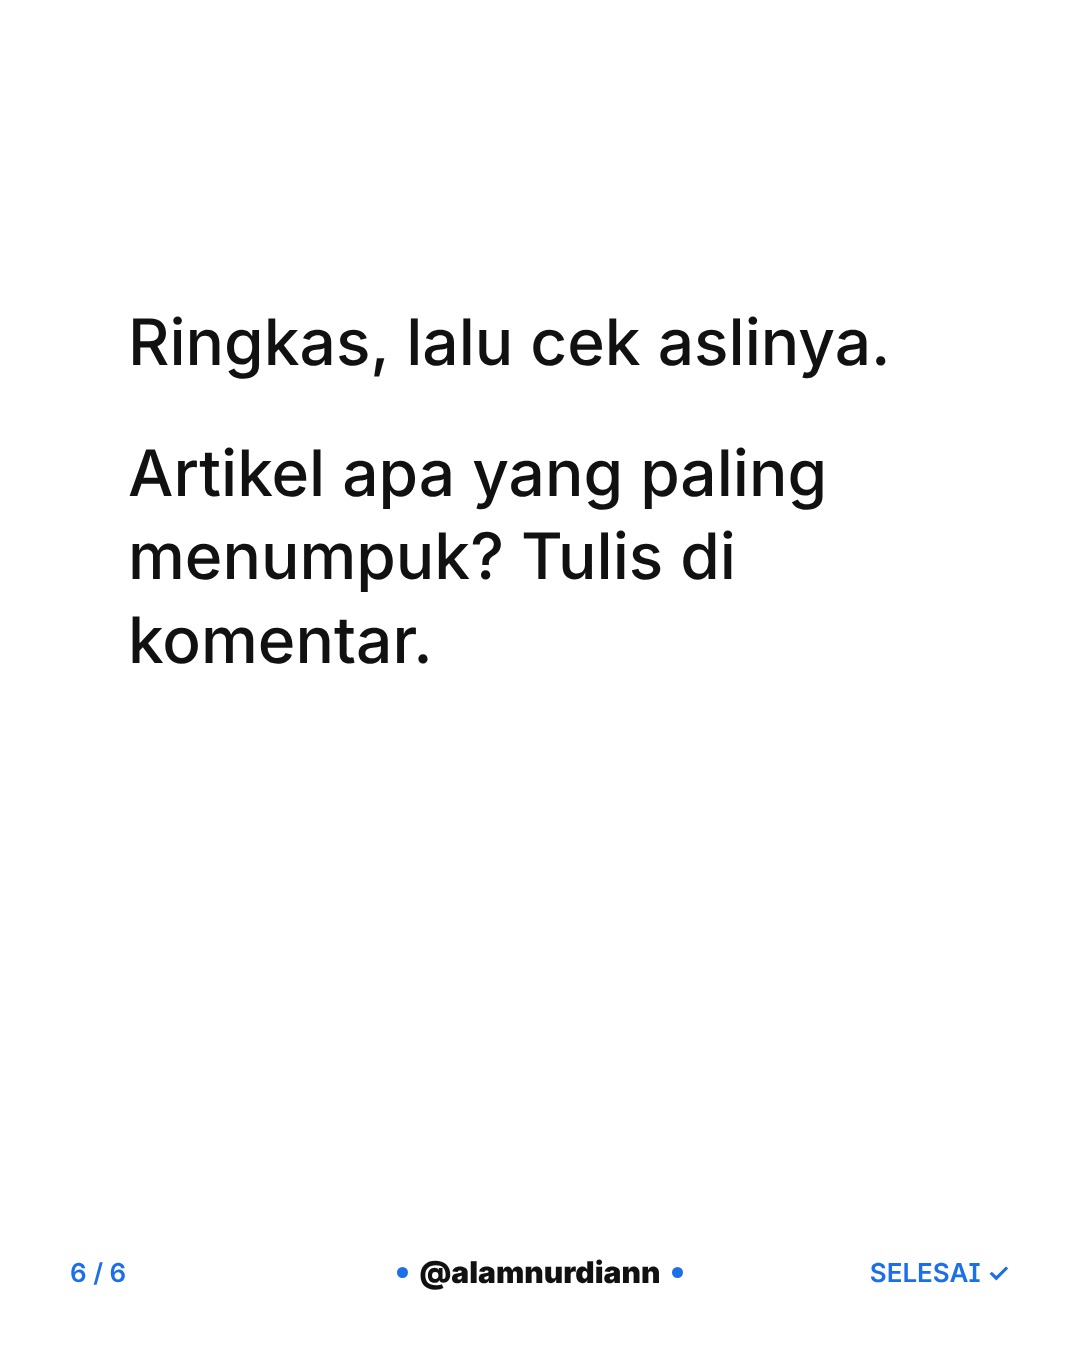 Ringkas, lalu cek aslinya.
Artikel apa yang paling
menumpuk? Tulis di
komentar.
6 / 6
• @alamnurdiann •
SELESAI ✓